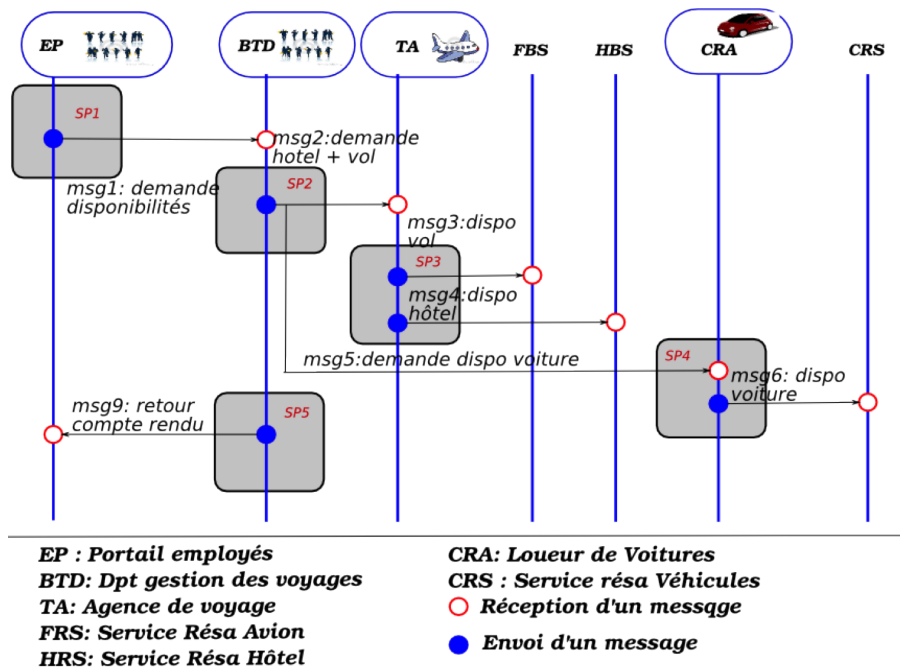 EP
BTD
TA
FBS
HBS
CRA
CRS
SP1
msg2:demande
hotel + vol
msg1: demande
disponibilités
SP2
msg3:dispo
vol
SP3
msg4:dispo
hôtel
msg5:demande dispo voiture
SP4
msg6: dispo
voiture
msg9: retour
compte rendu
SP5
EP : Portail employés
BTD: Dpt gestion des voyages
TA: Agence de voyage
FRS: Service Résa Avion
HRS: Service Résa Hôtel
CRA: Loueur de Voitures
CRS : Service résa Véhicules
Réception d'un messqge
Envoi d'un message